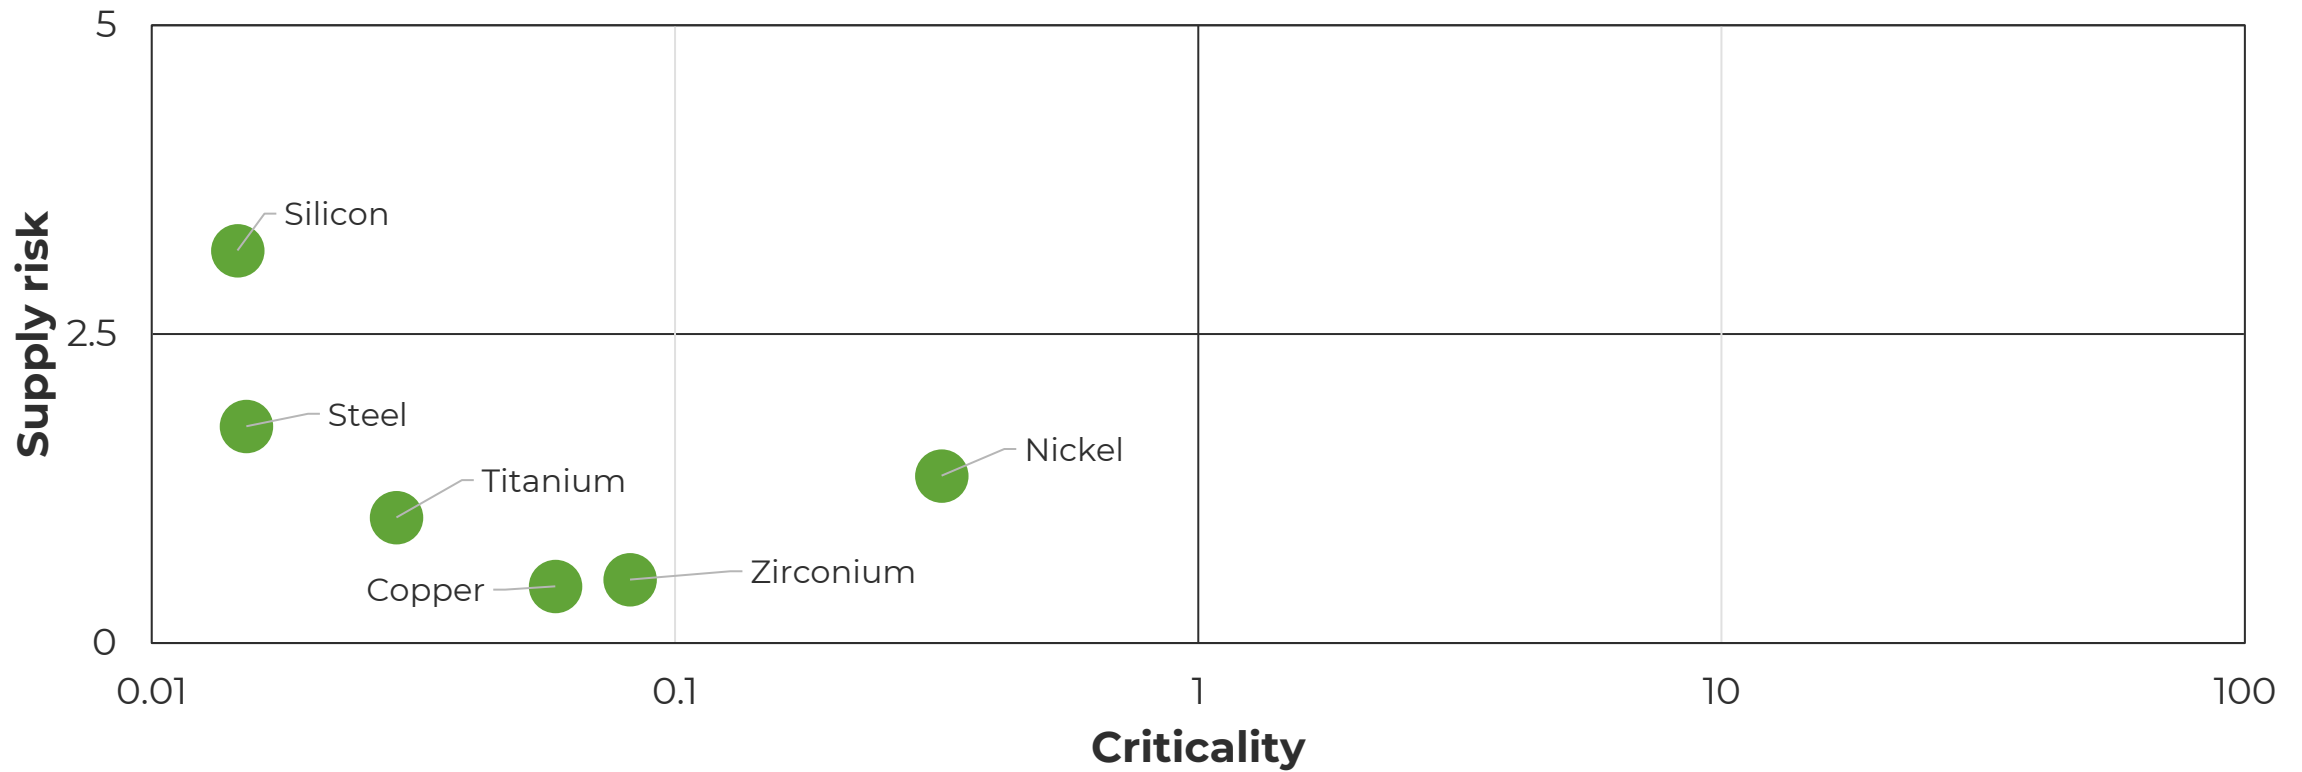 5
Silicon
Supply risk
2.5
Steel
Nickel
Titanium
Zirconium
Copper
0
0.01 0.1 1 10 100
Criticality